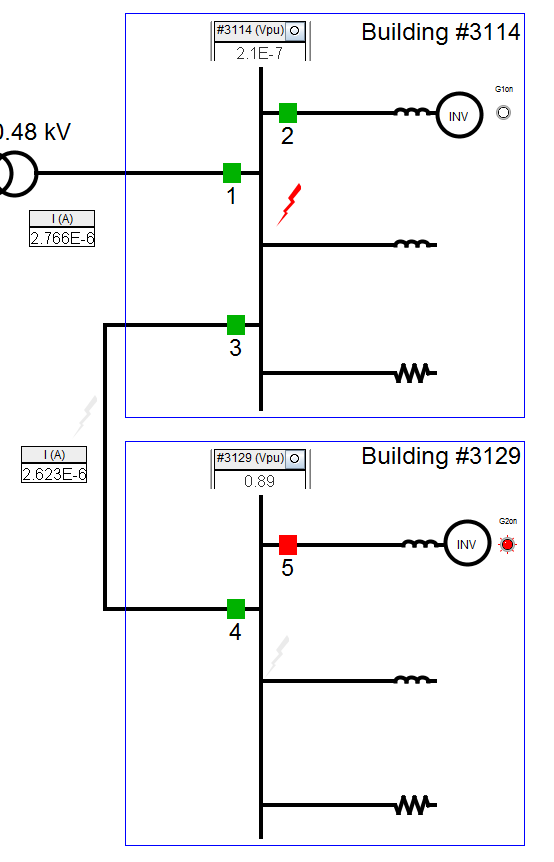 Building #3114
#3114 (Vpu)
2.1E-7
G1on
INV
2
0.48 kV
1
I (A)
2.766E-6
3
Building #3129
I (A)
2.623E-6
#3129 (Vpu)
0.89
G2on
INV
5
4